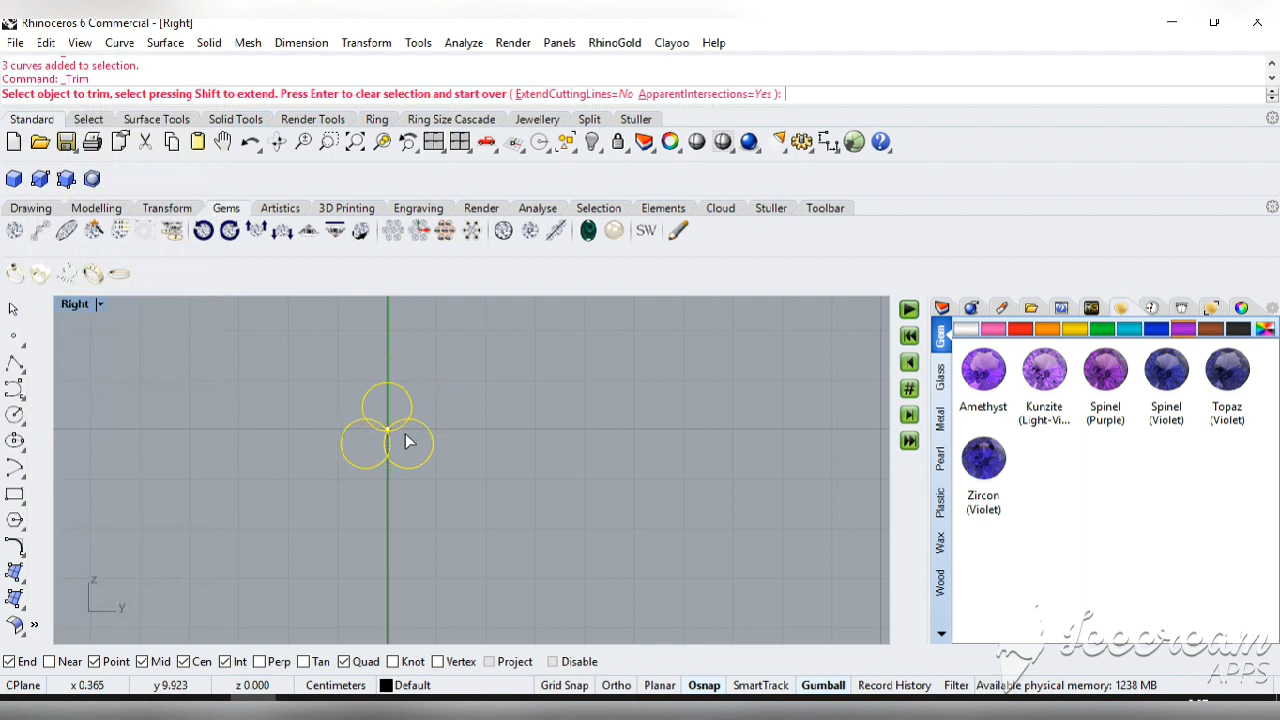 Rhinoceros 6 Commercial - [Right]
File Edit View Curve Surface Solid Mesh Dimension Transform Tools Analyze Render Panels RhinoGold Clayoo Help
3 curves added to selection.
Command: _Trim
Select object to trim, select pressing Shift to extend. Press Enter to clear selection and start over ( ExtendCuttingLines=No ApparentIntersections=Yes ):
Standard Select Surface Tools Solid Tools Render Tools Ring Ring Size Cascade Jewellery Split Stuller
Drawing Modelling Transform Gems Artistics 3D Printing Engraving Render Analyse Selection Elements Cloud Stuller Toolbar
SW
Right
RG
Gem
Glass
Metal
Pearl
Plastic
Wax
Wood
Amethyst Kunzite (Light-Vi... Spinel (Purple) Spinel (Violet) Topaz (Violet)
Zircon (Violet)
#
z
y
Icecream
APPS
End Near Point Mid Cen Int Perp Tan Quad Knot Vertex Project Disable
CPlane x 0.365 y 9.923 z 0.000 Centimeters Default Grid Snap Ortho Planar Osnap SmartTrack Gumball Record History Filter Available physical memory: 1238 MB